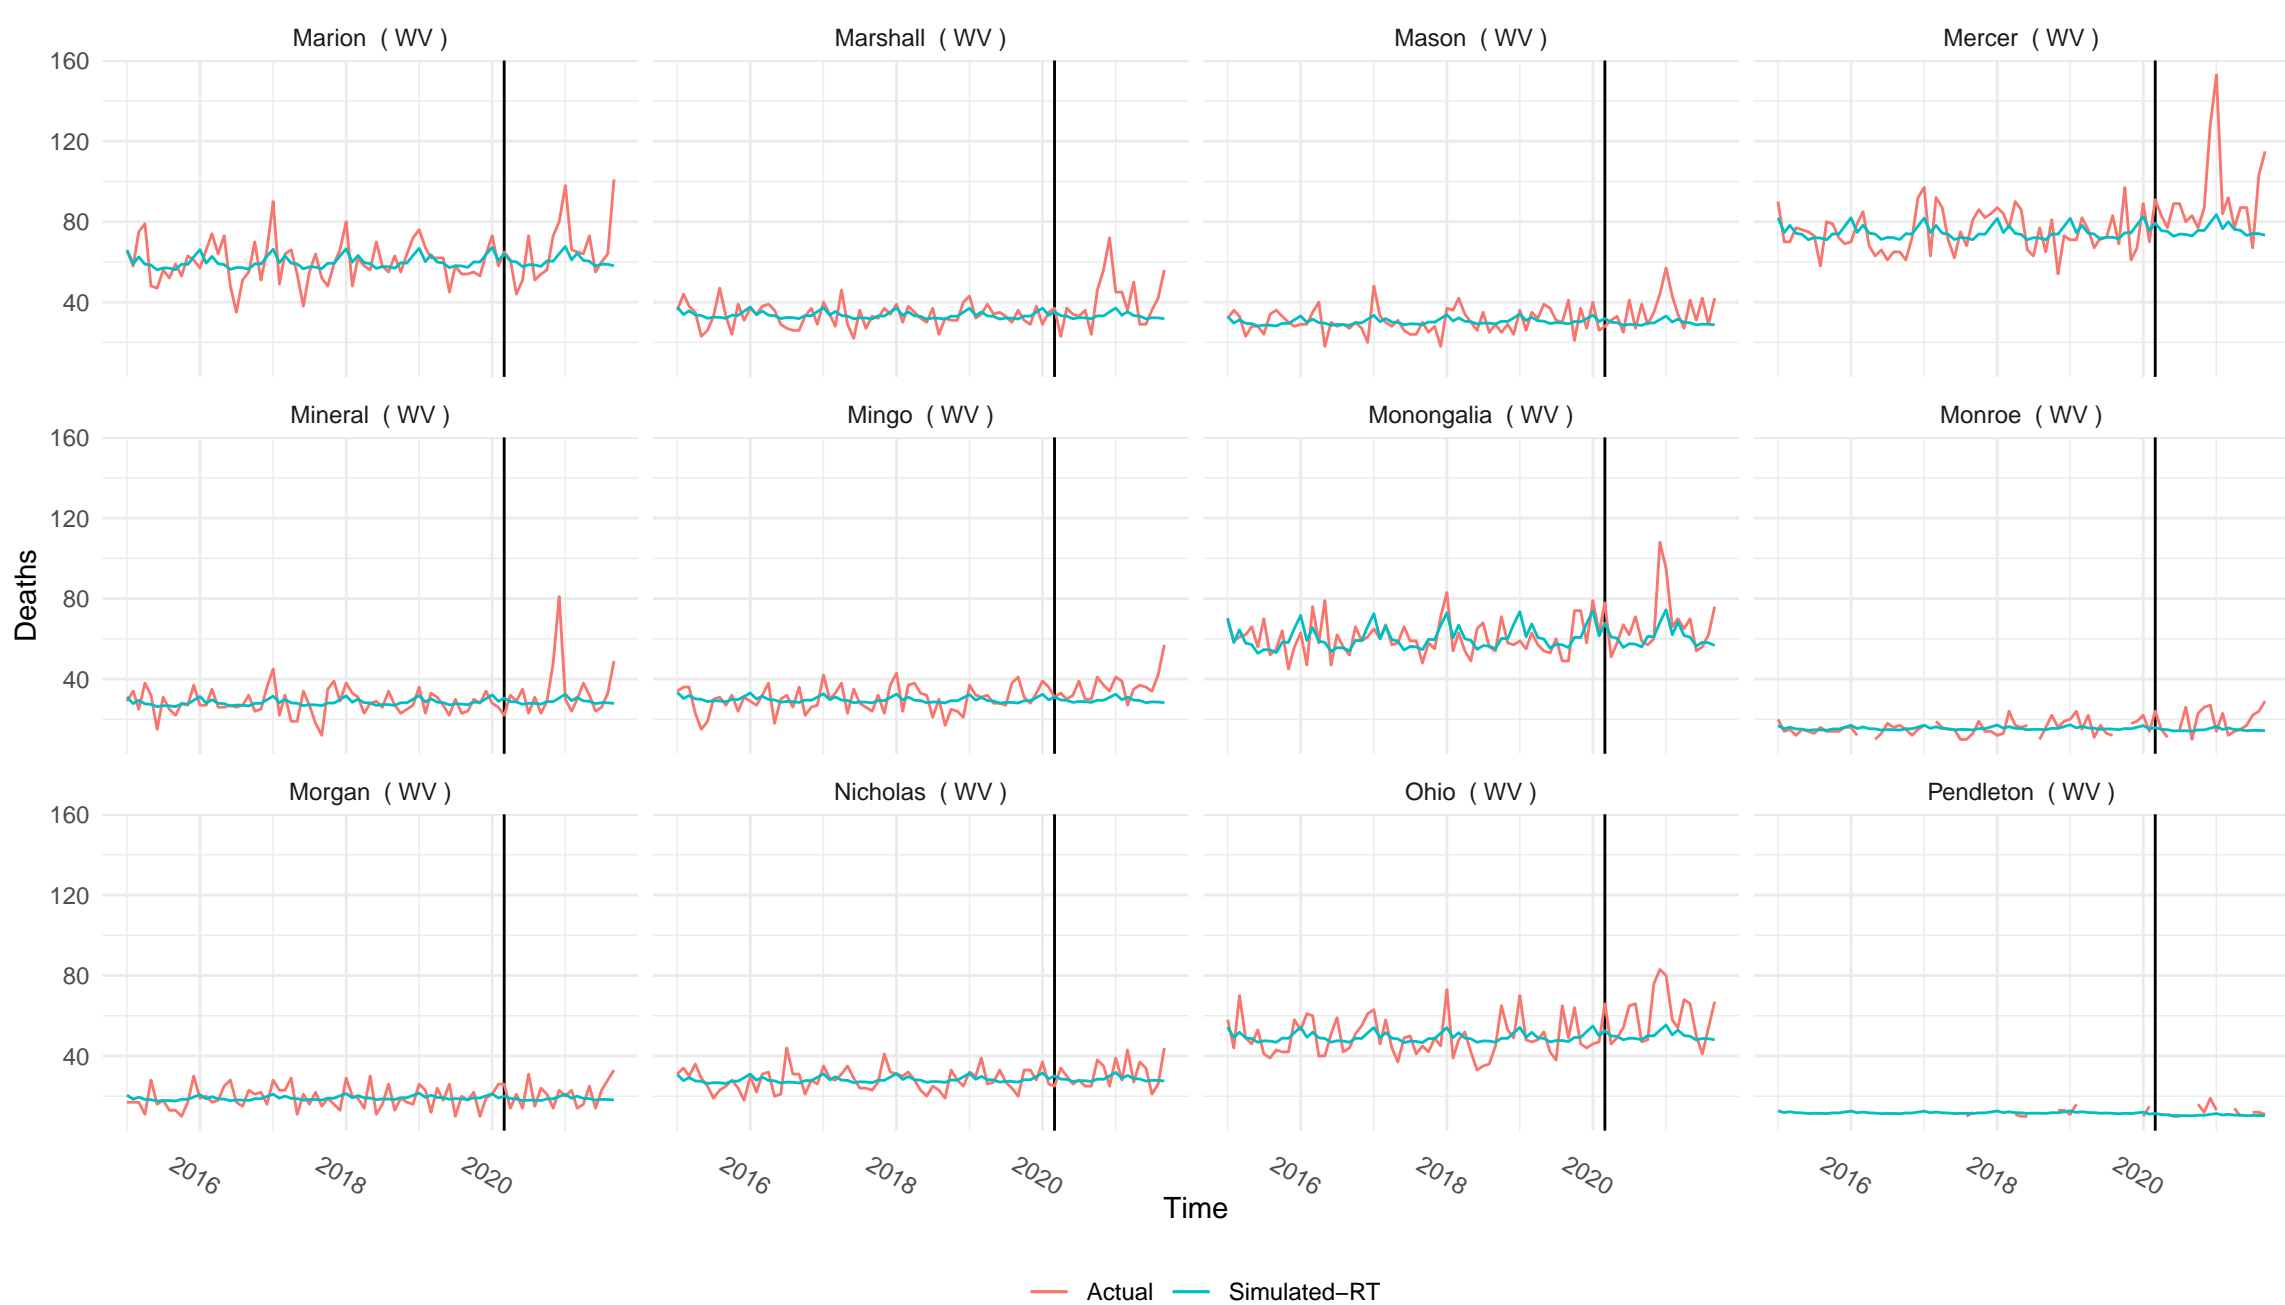 Marion ( WV )
Marshall ( WV )
Mason ( WV )
Mercer ( WV )
160
120
80
40
Mineral ( WV )
Mingo ( WV )
Monongalia ( WV )
Monroe ( WV )
160
120
80
40
Deaths
Morgan ( WV )
Nicholas ( WV )
Ohio ( WV )
Pendleton ( WV )
160
120
80
40
2016
2018
2020
2016
2018
2020
2016
2018
2020
2016
2018
2020
Time
Actual
Simulated−RT